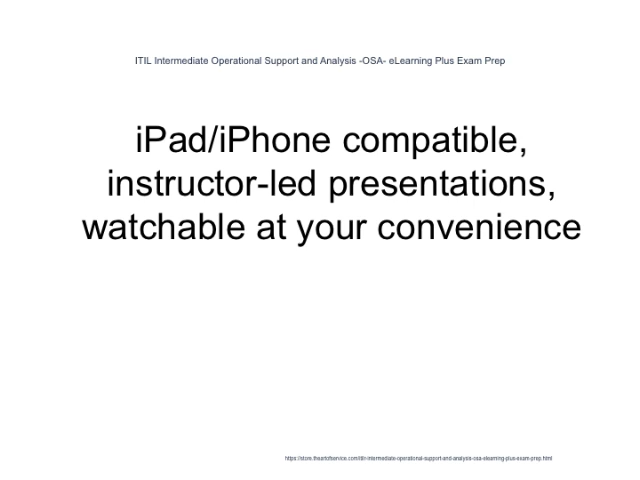 ITIL Intermediate Operational Support and Analysis -OSA- eLearning Plus Exam Prep
iPad/iPhone compatible,
instructor-led presentations,
watchable at your convenience
https://store.theartofservice.com/itil-intermediate-operational-support-and-analysis-osa-elearning-plus-exam-prep.html